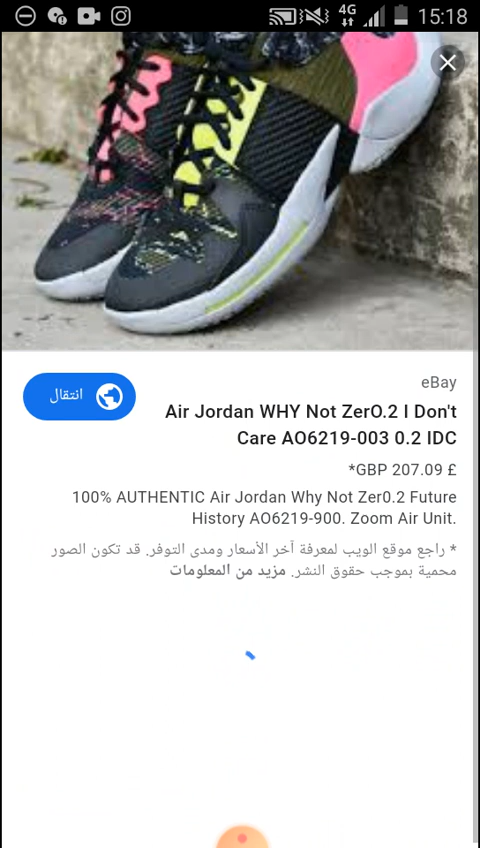 4G
15:18
eBay
انتقال
Air Jordan WHY Not ZerO.2 I Don't
Care AO6219-003 0.2 IDC
*GBP 207.09 £
100% AUTHENTIC Air Jordan Why Not Zer0.2 Future
History AO6219-900. Zoom Air Unit.
* راجع موقع الويب لمعرفة آخر الأسعار ومدى التوفر. قد تكون الصور
محمية بموجب حقوق النشر. مزيد من المعلومات